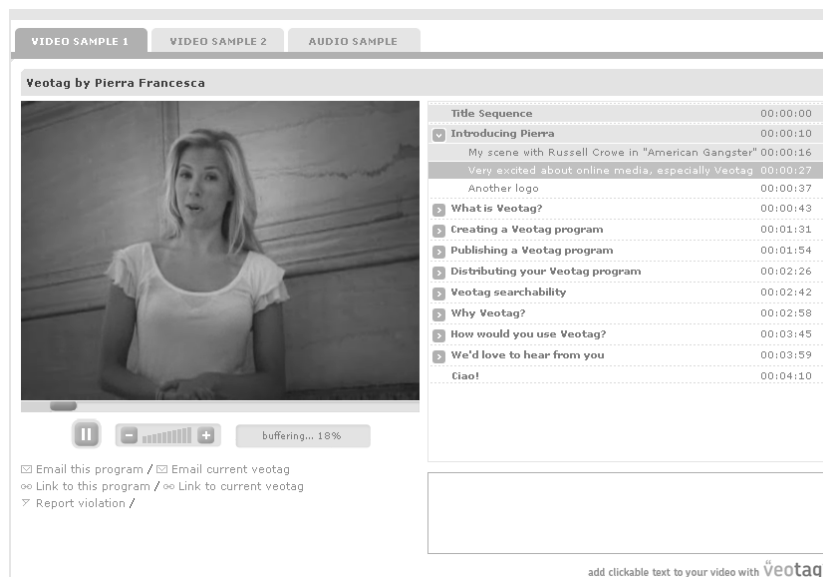 VIDEO SAMPLE 1 VIDEO SAMPLE 2 AUDIO SAMPLE
Veotag by Pierra Francesca
Title Sequence 00:00:00
Introducing Pierra 00:00:10
My scene with Russell Crowe in "American Gangster" 00:00:16
Very excited about online media, especially Veotag 00:00:27
Another logo 00:00:37
What is Veotag? 00:00:43
Creating a Veotag program 00:01:31
Publishing a Veotag program 00:01:54
Distributing your Veotag program 00:02:26
Veotag searchability 00:02:42
Why Veotag? 00:02:58
How would you use Veotag? 00:03:45
We'd love to hear from you 00:03:59
Ciao! 00:04:10
buffering... 18%
Email this program / Email current veotag
Link to this program / Link to current veotag
Report violation /
add clickable text to your video with veotag